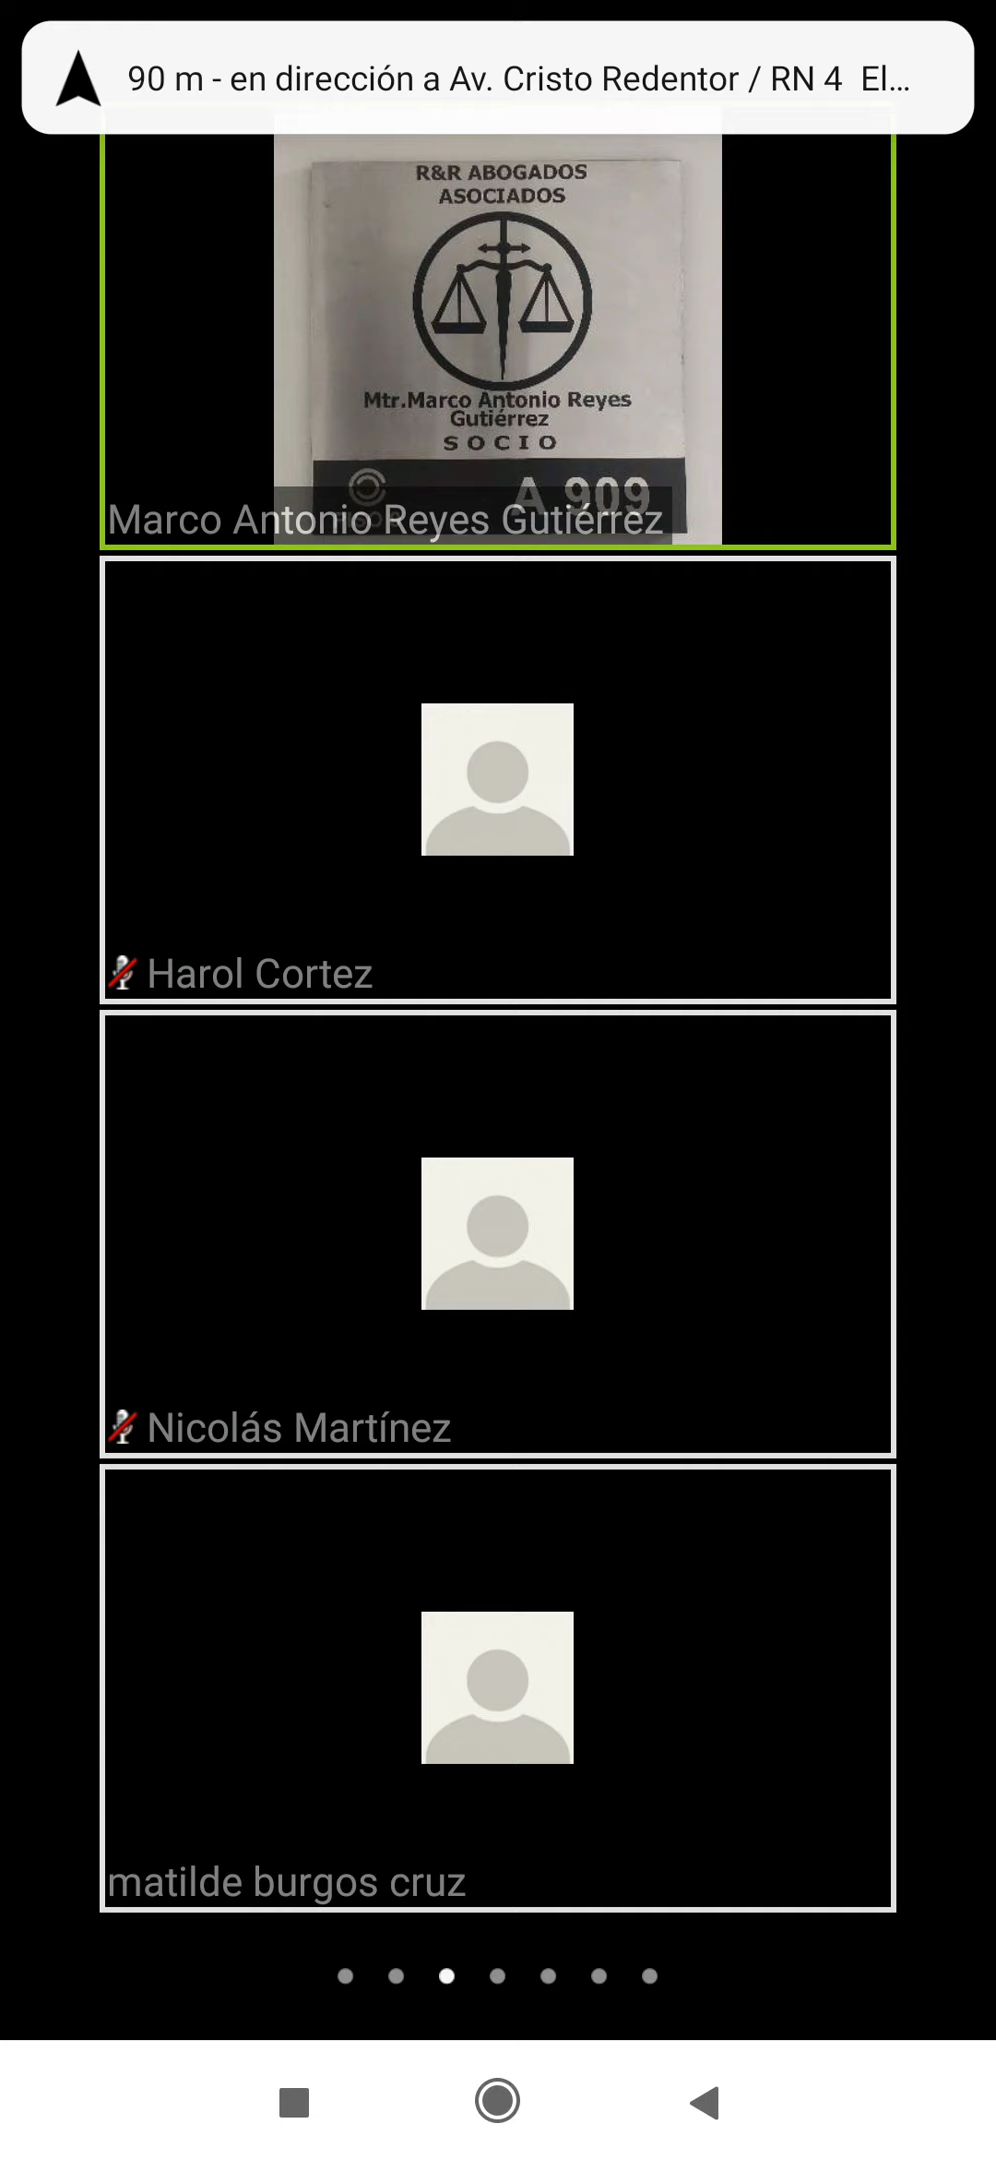 90 m - en dirección a Av. Cristo Redentor / RN 4  El...
R&R ABOGADOS
ASOCIADOS
Mtr.Marco Antonio Reyes
Gutiérrez
SOCIO
A 909
Marco Antonio Reyes Gutiérrez
Harol Cortez
Nicolás Martínez
matilde burgos cruz